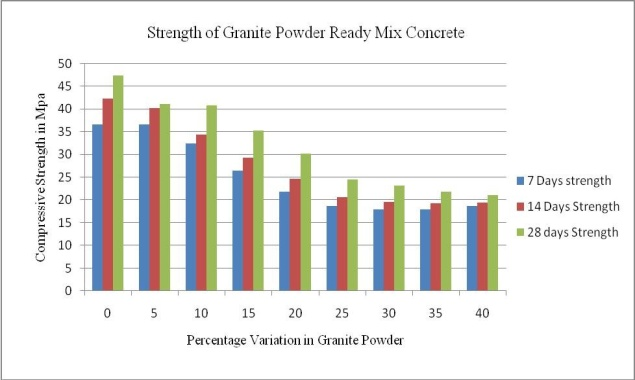 Strength of Granite Powder Ready Mix Concrete
Compressive Strength in Mpa
50
45
40
35
30
25
20
15
10
5
0
0 5 10 15 20 25 30 35 40
Percentage Variation in Granite Powder
7 Days strength
14 Days Strength
28 days Strength